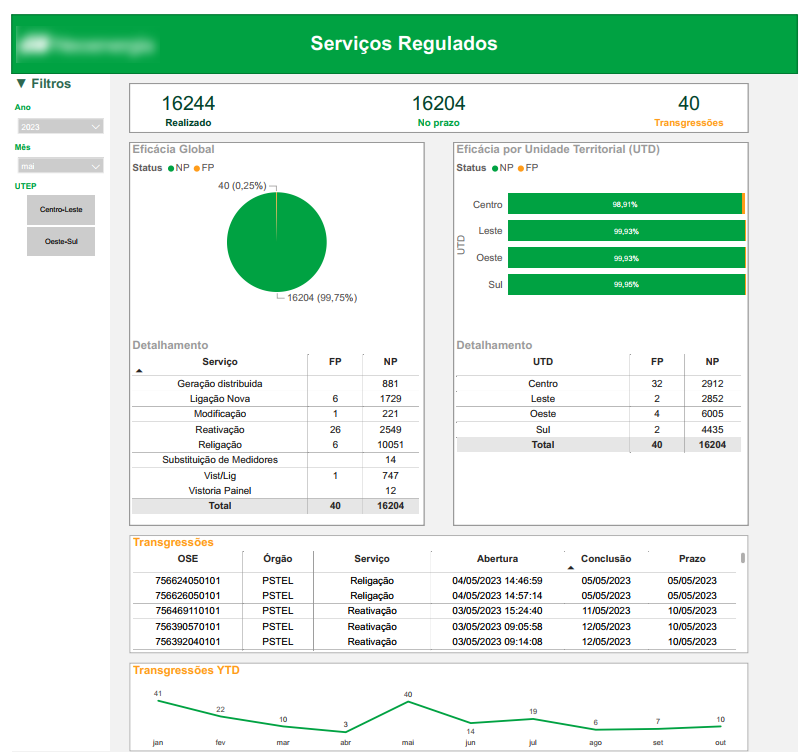 Serviços Regulados
▼ Filtros
Ano
2023
Mês
mai
UTEP
Centro-Leste
Oeste-Sul
16244 16204 40
Realizado No prazo Transgressões
Eficácia Global
Status NP FP
40 (0,25%)
16204 (99,75%)
Eficácia por Unidade Territorial (UTD)
Status NP FP
UTD
Centro 98,91%
Leste 99,93%
Oeste 99,93%
Sul 99,95%
Detalhamento
Serviço FP NP
Geração distribuida 881
Ligação Nova 6 1729
Modificação 1 221
Reativação 26 2549
Religação 6 10051
Substituição de Medidores 14
Vist/Lig 1 747
Vistoria Painel 12
Total 40 16204
Detalhamento
UTD FP NP
Centro 32 2912
Leste 2 2852
Oeste 4 6005
Sul 2 4435
Total 40 16204
Transgressões
OSE Órgão Serviço Abertura Conclusão Prazo
756624050101 PSTEL Religação 04/05/2023 14:46:59 05/05/2023 05/05/2023
756626050101 PSTEL Religação 04/05/2023 14:57:14 05/05/2023 05/05/2023
756469110101 PSTEL Reativação 03/05/2023 15:24:40 11/05/2023 10/05/2023
756390570101 PSTEL Reativação 03/05/2023 09:05:58 12/05/2023 10/05/2023
756392040101 PSTEL Reativação 03/05/2023 09:14:08 12/05/2023 10/05/2023
Transgressões YTD
41 22 10 3 40 14 19 6 7 10
jan fev mar abr mai jun jul ago set out